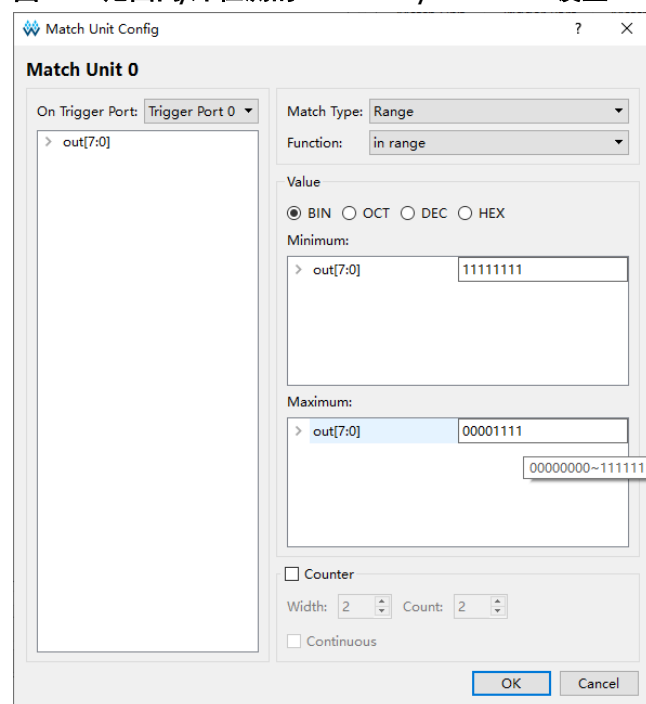 Match Unit Config
?
Match Unit 0
On Trigger Port: Trigger Port 0
out[7:0]
Match Type: Range
Function: in range
Value
BIN OCT DEC HEX
Minimum:
out[7:0] 11111111
Maximum:
out[7:0] 00001111
00000000~111111
Counter
Width: 2 Count: 2
Continuous
OK Cancel